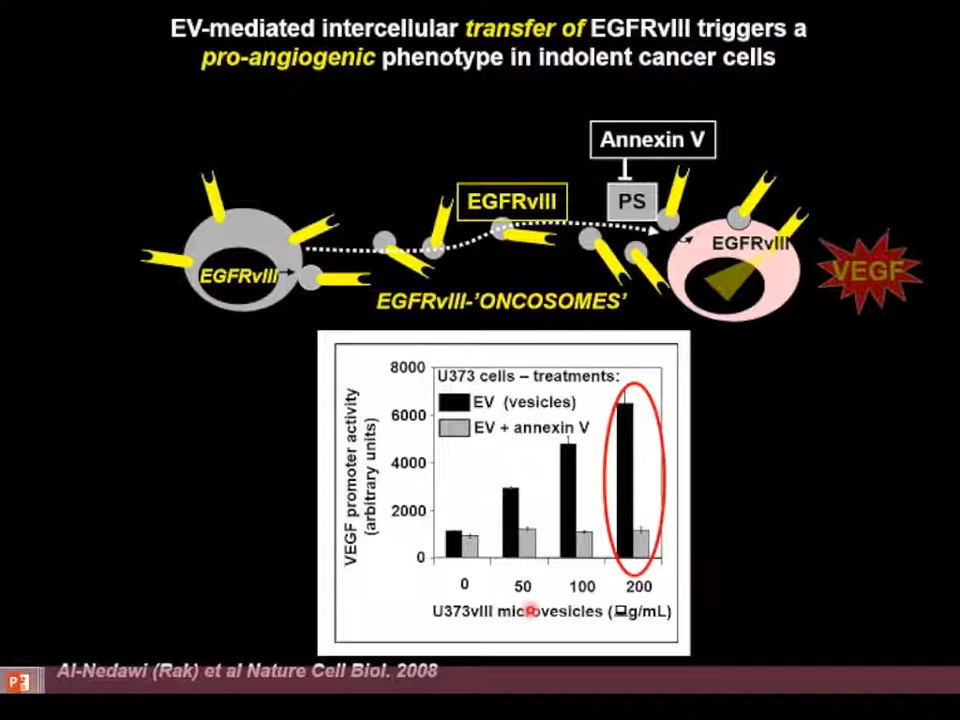 EV-mediated intercellular transfer of EGFRvIII triggers a
pro-angiogenic phenotype in indolent cancer cells
Annexin V
EGFRvIII
PS
EGFRvIII
EGFRvIII
VEGF
EGFRvIII-'ONCOSOMES'
8000
6000
4000
2000
0
VEGF promoter activity
(arbitrary units)
U373 cells – treatments:
EV (vesicles)
EV + annexin V
0 50 100 200
U373vIII microvesicles (g/mL)
Al-Nedawi (Rak) et al Nature Cell Biol. 2008
P